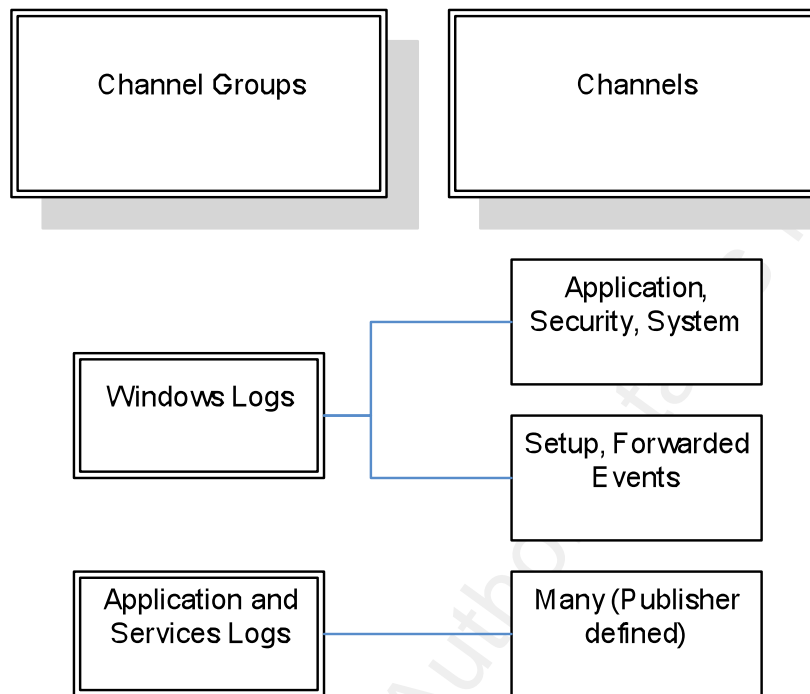 Channel Groups
Channels
Application,
Security, System
Windows Logs
Setup, Forwarded
Events
Application and
Services Logs
Many (Publisher
defined)